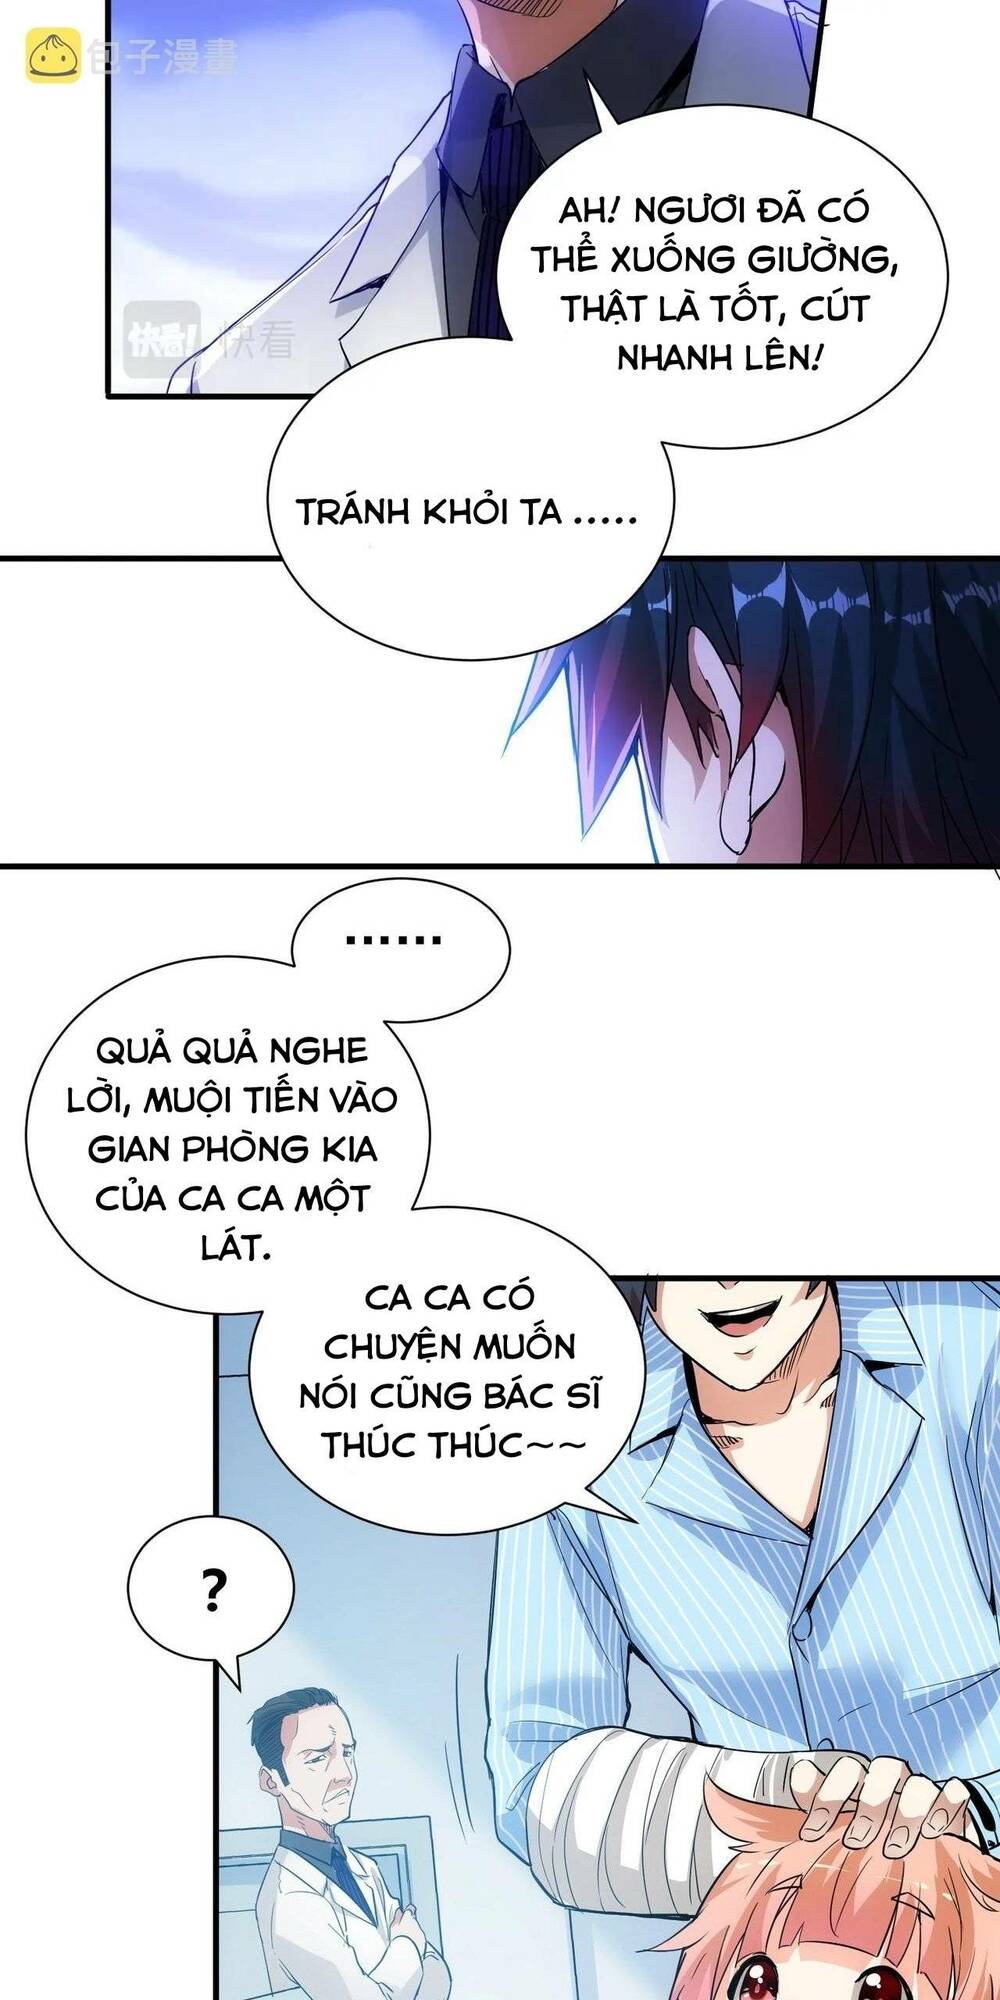 包子漫畫
AH! NGƯƠI ĐÃ CÓ
THỂ XUỐNG GIƯỜNG,
THẬT LÀ TỐT, CÚT
NHANH LÊN!
快看! 快看
TRÁNH KHỎI TA .....
......
QUẢ QUẢ NGHE
LỜI, MUỘI TIẾN VÀO
GIAN PHÒNG KIA
CỦA CA CA MỘT
LÁT.
CA CA CÓ
CHUYỆN MUỐN
NÓI CŨNG BÁC SĨ
THÚC THÚC~~
?